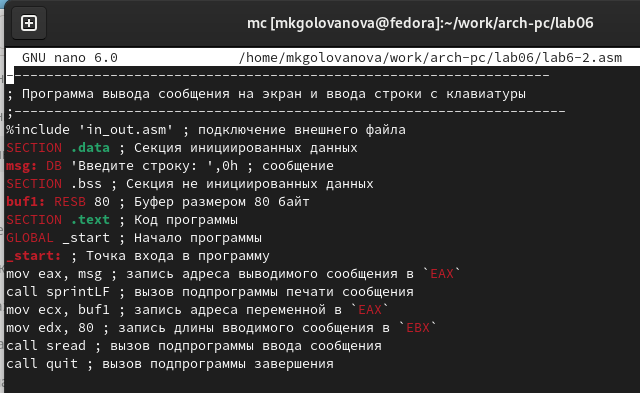 mc [mkgolovanova@fedora]:~/work/arch-pc/lab06
GNU nano 6.0 /home/mkgolovanova/work/arch-pc/lab06/lab6-2.asm
;-------------------------------------------------------------------
; Программа вывода сообщения на экран и ввода строки с клавиатуры
;---------------------------------------------------------------------
%include 'in_out.asm' ; подключение внешнего файла
SECTION .data ; Секция инициированных данных
msg: DB 'Введите строку: ',0h ; сообщение
SECTION .bss ; Секция не инициированных данных
buf1: RESB 80 ; Буфер размером 80 байт
SECTION .text ; Код программы
GLOBAL _start ; Начало программы
_start: ; Точка входа в программу
mov eax, msg ; запись адреса выводимого сообщения в `EAX`
call sprintLF ; вызов подпрограммы печати сообщения
mov ecx, buf1 ; запись адреса переменной в `EAX`
mov edx, 80 ; запись длины вводимого сообщения в `EBX`
call sread ; вызов подпрограммы ввода сообщения
call quit ; вызов подпрограммы завершения